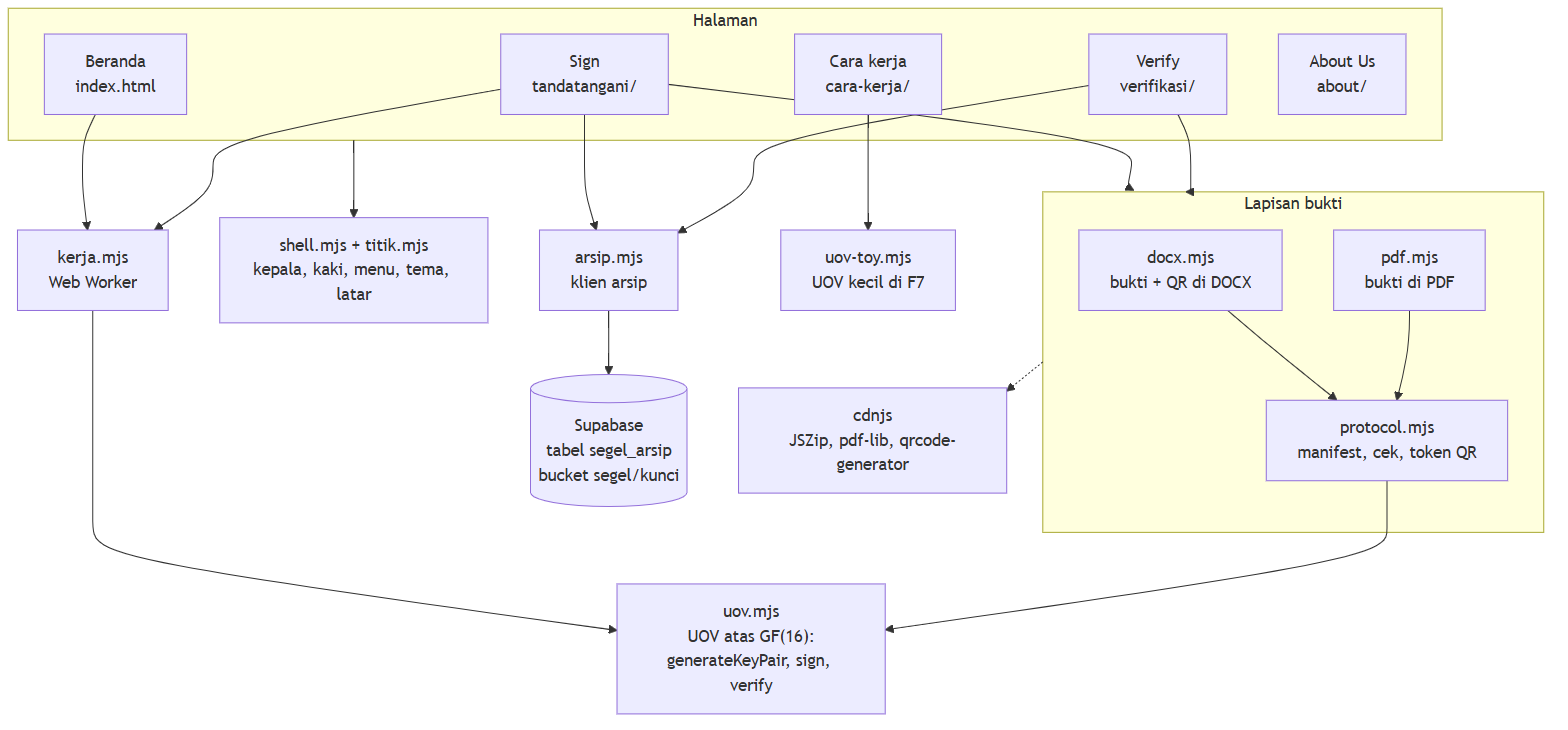 Halaman
Beranda
index.html
Sign
tandatangani/
Cara kerja
cara-kerja/
Verify
verifikasi/
About Us
about/
Lapisan bukti
kerja.mjs
Web Worker
shell.mjs + titik.mjs
kepala, kaki, menu, tema,
latar
arsip.mjs
klien arsip
uov-toy.mjs
UOV kecil di F7
docx.mjs
bukti + QR di DOCX
pdf.mjs
bukti di PDF
Supabase
tabel segel_arsip
bucket segel/kunci
cdnjs
JSZip, pdf-lib, qrcode-
generator
protocol.mjs
manifest, cek, token QR
uov.mjs
UOV atas GF(16):
generateKeyPair, sign,
verify